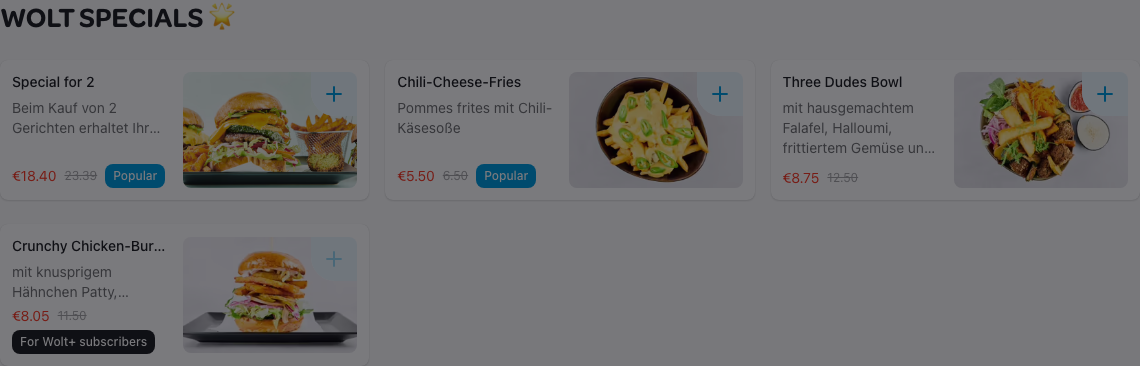 WOLT SPECIALS 🌟
Special for 2
Beim Kauf von 2
Gerichten erhaltet Ihr...
€18.40 23.39 Popular
Chili-Cheese-Fries
Pommes frites mit Chili-
Käsesoße
€5.50 6.50 Popular
Three Dudes Bowl
mit hausgemachtem
Falafel, Halloumi,
frittiertem Gemüse un...
€8.75 12.50
Crunchy Chicken-Bur...
mit knusprigem
Hähnchen Patty,...
€8.05 11.50
For Wolt+ subscribers